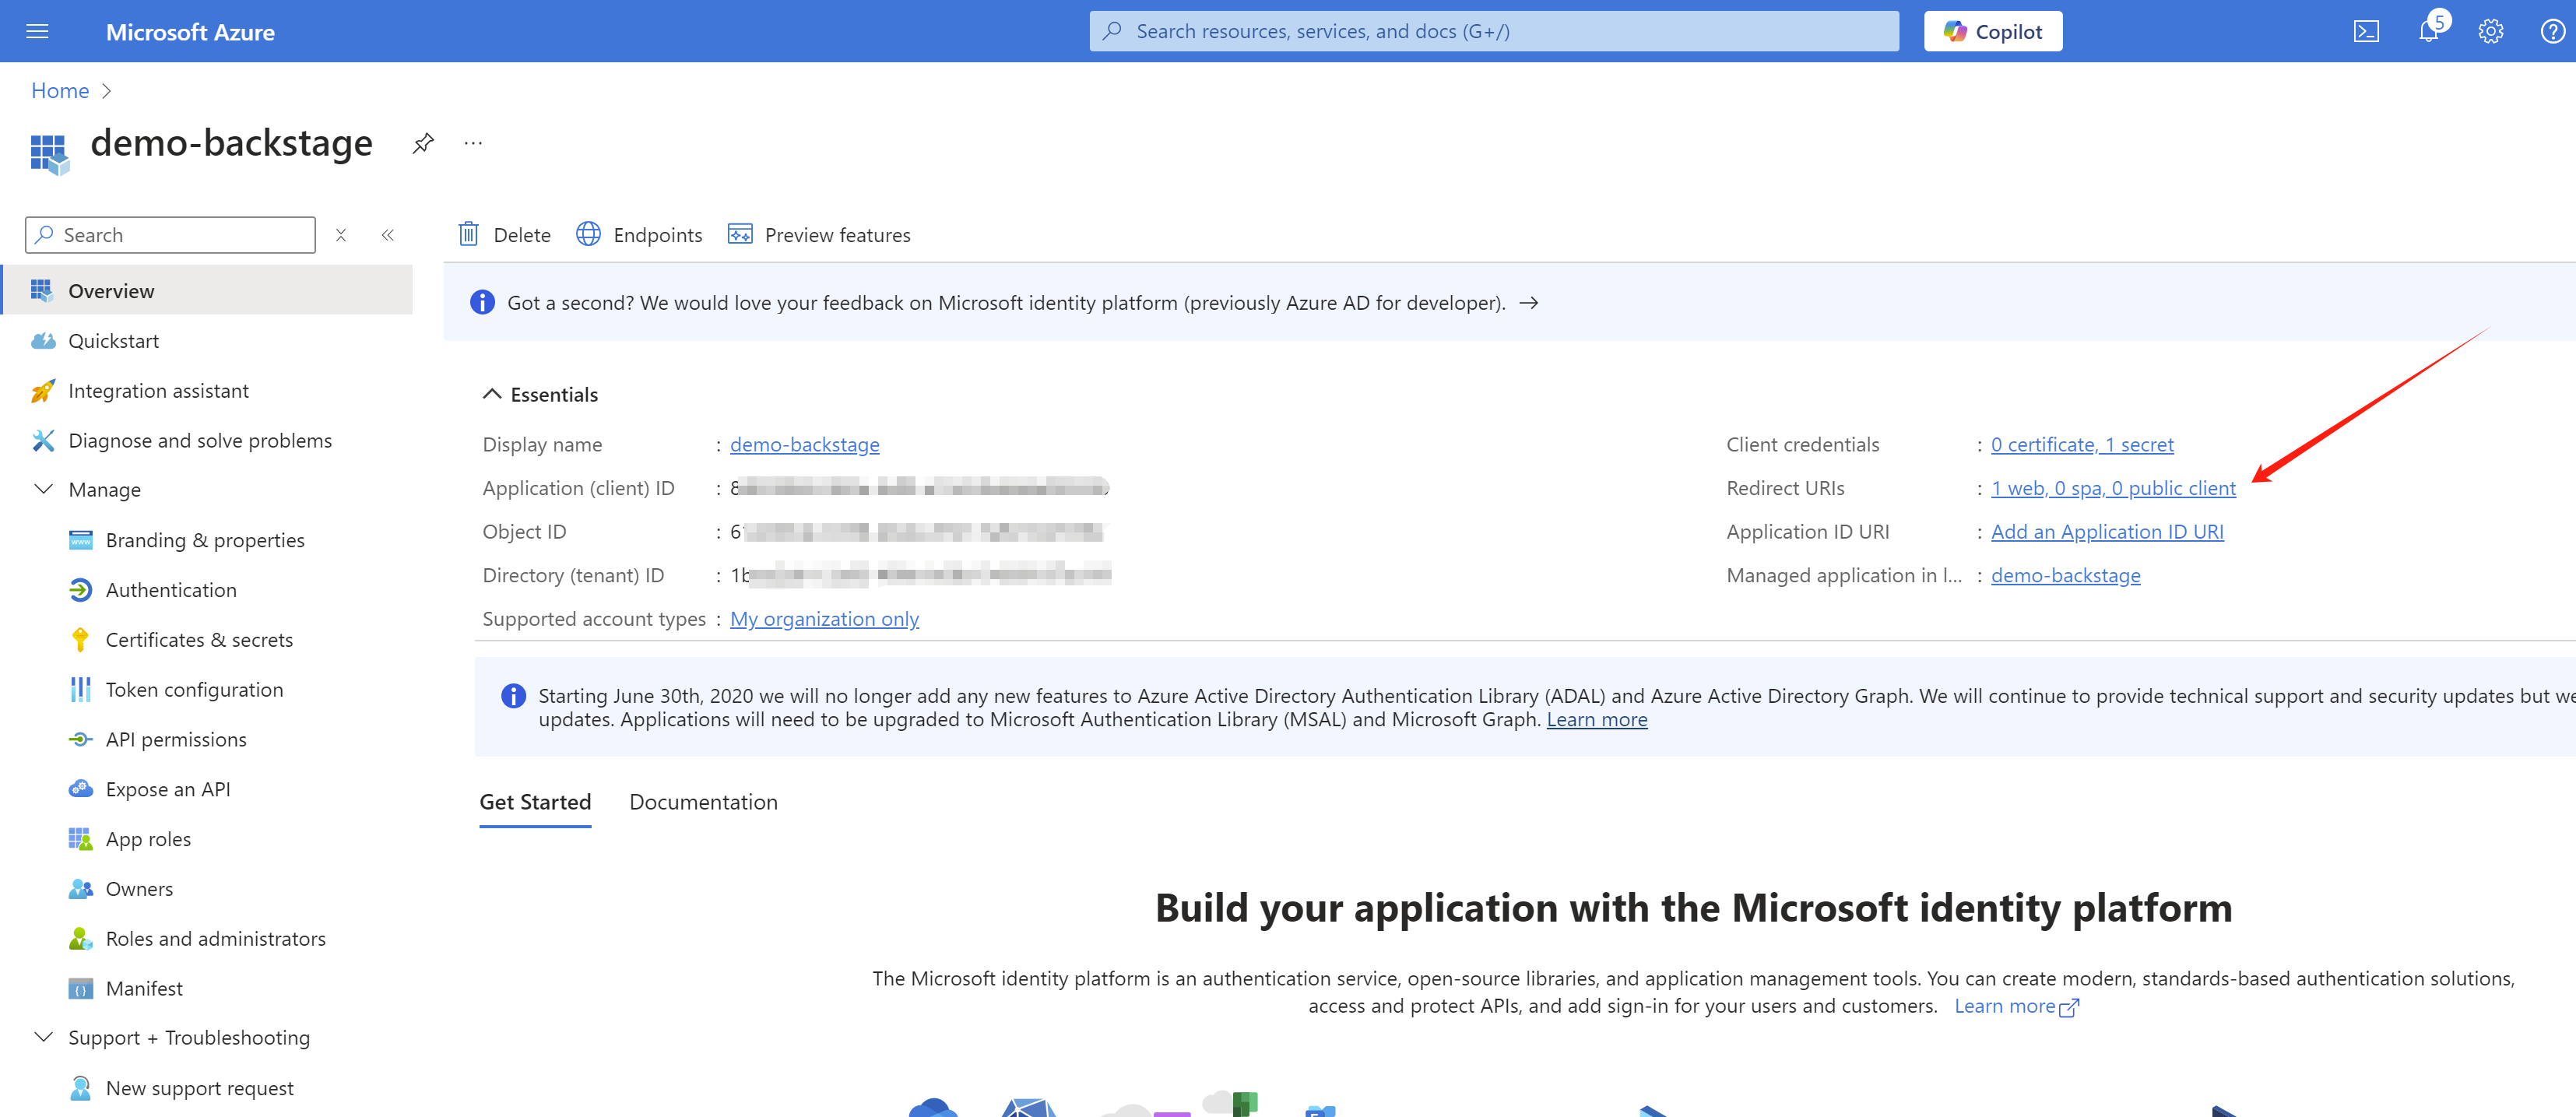 Microsoft Azure
Search resources, services, and docs (G+/)
Copilot
5
Home
demo-backstage
Search
Delete
Endpoints
Preview features
Overview
Quickstart
Integration assistant
Diagnose and solve problems
Manage
Branding & properties
Authentication
Certificates & secrets
Token configuration
API permissions
Expose an API
App roles
Owners
Roles and administrators
Manifest
Support + Troubleshooting
New support request
Got a second? We would love your feedback on Microsoft identity platform (previously Azure AD for developer).
Essentials
Display name : demo-backstage
Application (client) ID : 8
Object ID : 6
Directory (tenant) ID : 1b
Supported account types : My organization only
Client credentials : 0 certificate, 1 secret
Redirect URIs : 1 web, 0 spa, 0 public client
Application ID URI : Add an Application ID URI
Managed application in l... : demo-backstage
Starting June 30th, 2020 we will no longer add any new features to Azure Active Directory Authentication Library (ADAL) and Azure Active Directory Graph. We will continue to provide technical support and security updates but we
updates. Applications will need to be upgraded to Microsoft Authentication Library (MSAL) and Microsoft Graph. Learn more
Get Started
Documentation
Build your application with the Microsoft identity platform
The Microsoft identity platform is an authentication service, open-source libraries, and application management tools. You can create modern, standards-based authentication solutions,
access and protect APIs, and add sign-in for your users and customers. Learn more